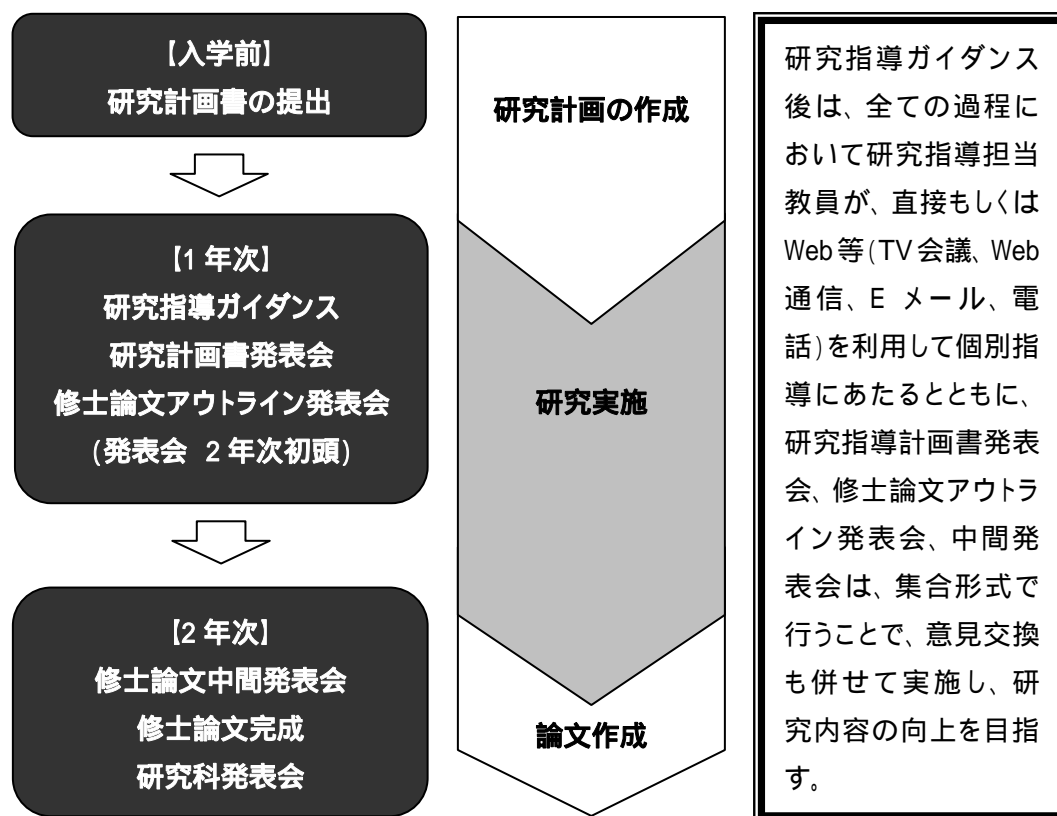 【入学前】
研究計画書の提出
【1 年次】
研究指導ガイダンス
研究計画書発表会
修士論文アウトライン発表会
(発表会 2 年次初頭)
【2 年次】
修士論文中間発表会
修士論文完成
研究科発表会
研究計画の作成
研究実施
論文作成
研究指導ガイダンス
後は、全ての過程に
おいて研究指導担当
教員が、直接もしくは
Web 等(TV 会議、Web
通信、E メール、電
話)を利用して個別指
導にあたるとともに、
研究指導計画書発表
会、修士論文アウトラ
イン発表会、中間発
表会は、集合形式で
行うことで、意見交換
も併せて実施し、研
究内容の向上を目指
す。